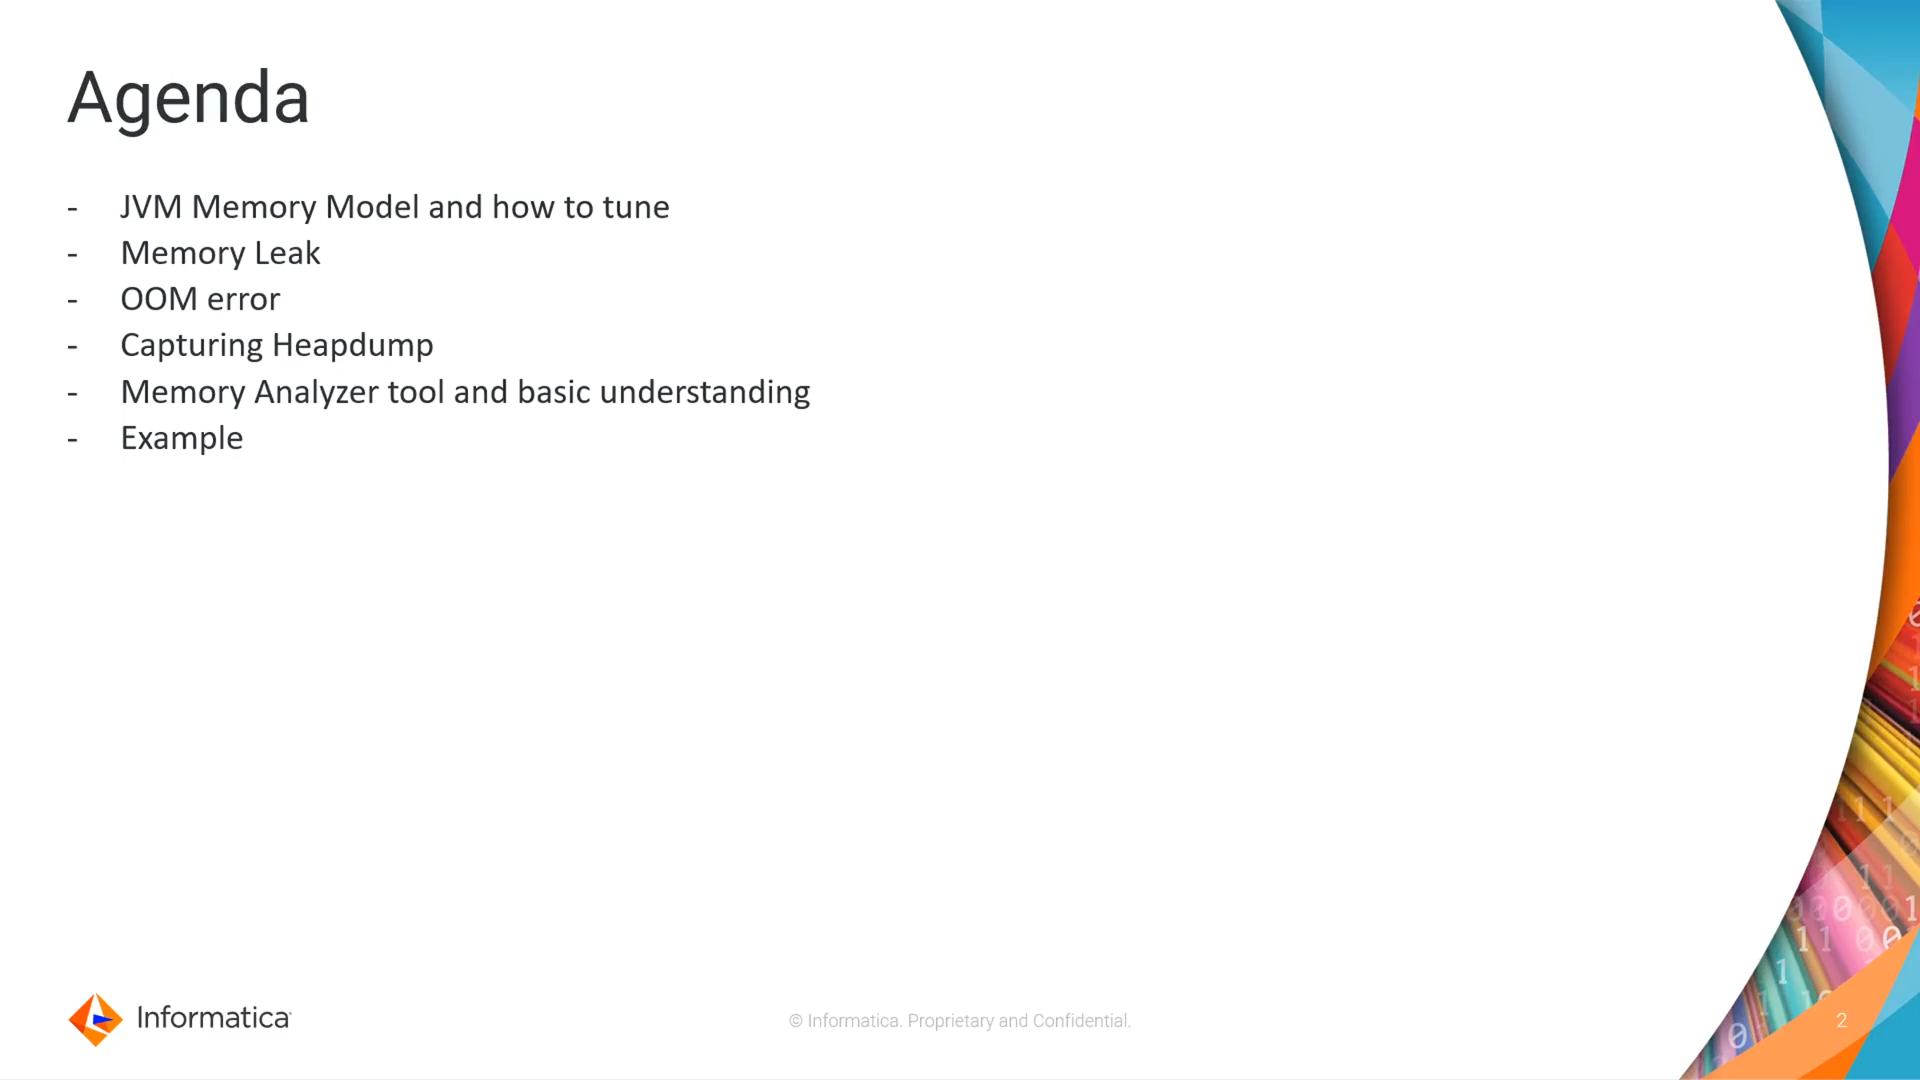 Agenda
- JVM Memory Model and how to tune
- Memory Leak
- OOM error
- Capturing Heapdump
- Memory Analyzer tool and basic understanding
- Example
Informatica
© Informatica. Proprietary and Confidential.
2